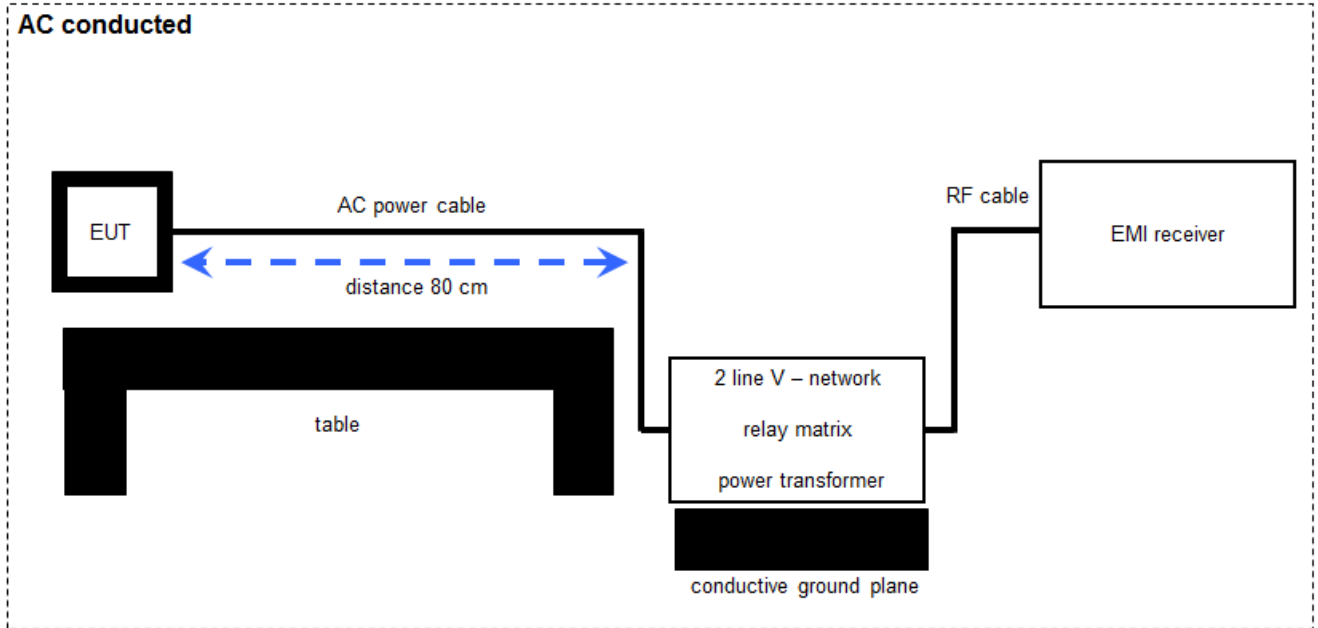 AC conducted
EUT
AC power cable
distance 80 cm
RF cable
EMI receiver
table
2 line V – network
relay matrix
power transformer
conductive ground plane